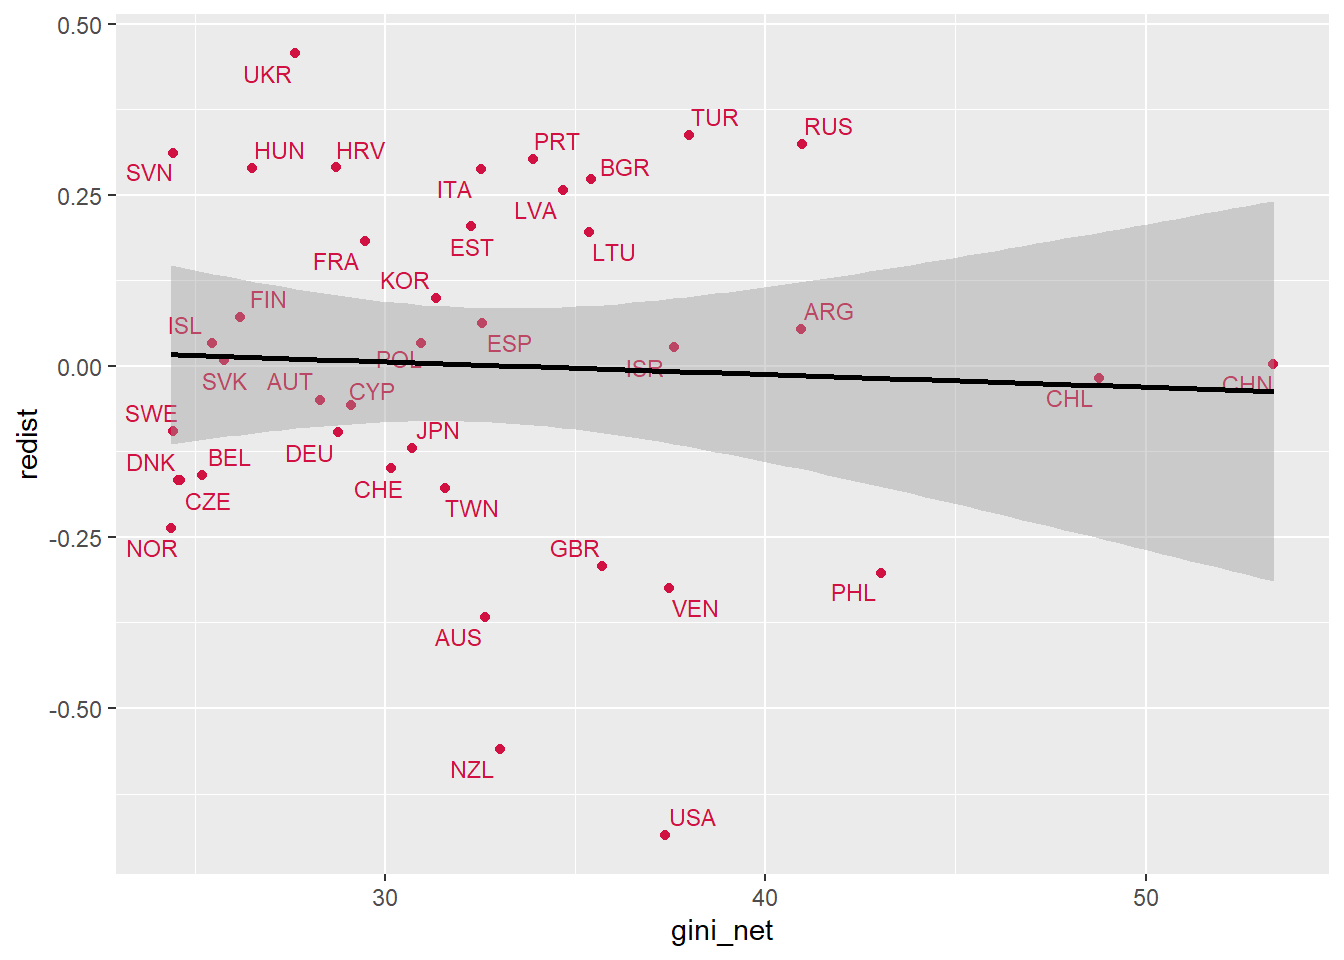 0.50
UKR
TUR
RUS
PRT
HUN
HRV
BGR
SVN
ITA
0.25
LVA
EST
LTU
FRA
KOR
FIN
ARG
ISL
ESP
POL
ISR
0.00
SVK
AUT
CYP
CHN
CHL
SWE
JPN
DEU
BEL
DNK
CHE
CZE
TWN
-0.25
NOR
GBR
PHL
VEN
AUS
-0.50
NZL
USA
30
40
50
gini_net
redist